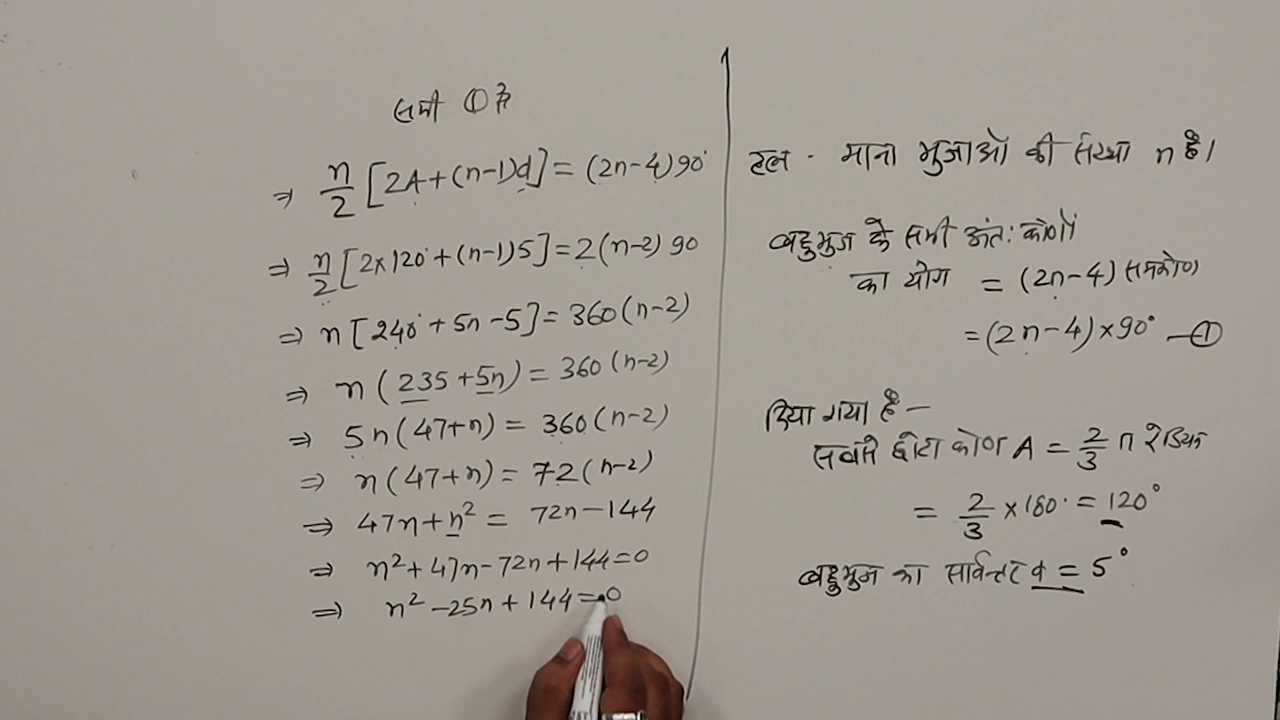 हल - माना भुजाओं की संख्या n है।
बहुभुज के सभी अंतः कोणों
का योग = (2n-4) समकोण
= (2n-4)×90° —①
दिया गया है —
सबसे छोटा कोण A = 2/3 π रेडियन
= 2/3 ×180° = 120°
बहुभुज का सार्वन्तर d = 5°
समी ① से
⇒ n/2 [2A+(n-1)d] = (2n-4)90°
⇒ n/2 [2×120°+(n-1)5] = 2(n-2) 90
⇒ n[240°+5n-5] = 360(n-2)
⇒ n(235+5n) = 360(n-2)
⇒ 5n(47+n) = 360(n-2)
⇒ n(47+n) = 72(n-2)
⇒ 47n+n² = 72n-144
⇒ n²+47n-72n+144=0
⇒ n²-25n+144=0